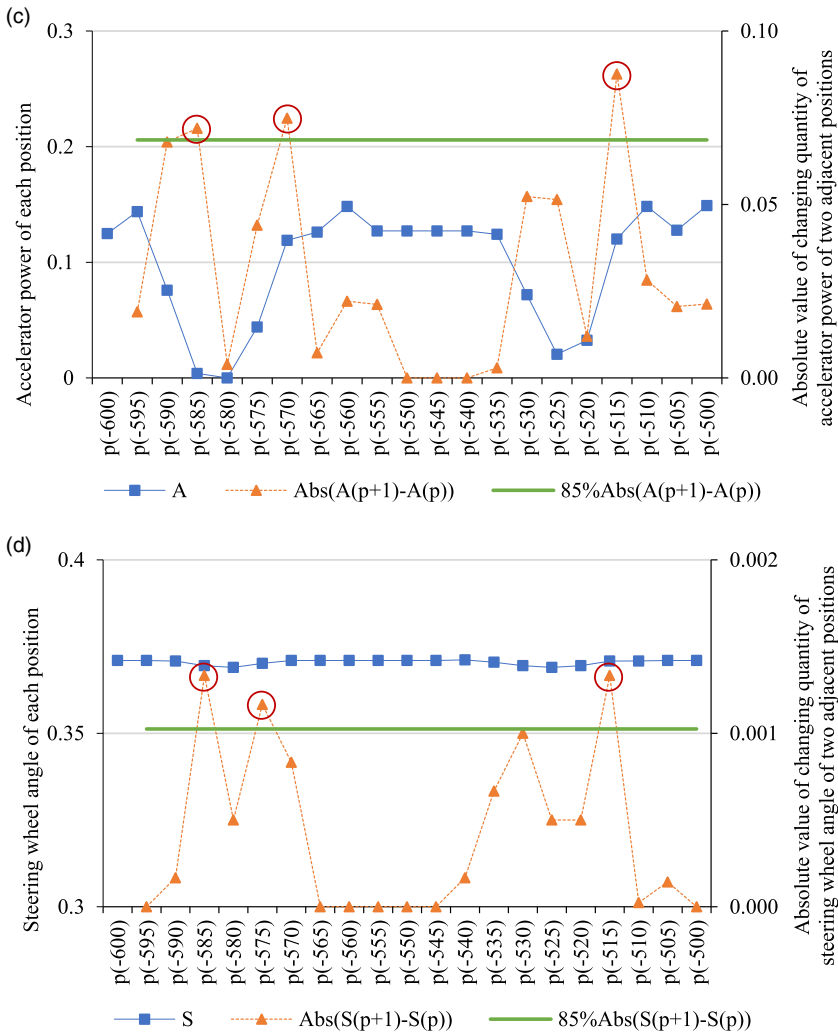 (c)
0.3
0.2
0.1
0
0.10
0.05
0.00
Accelerator power of each position
Absolute value of changing quantity of
accelerator power of two adjacent positions
p(-600)
p(-595)
p(-590)
p(-585)
p(-580)
p(-575)
p(-570)
p(-565)
p(-560)
p(-555)
p(-550)
p(-545)
p(-540)
p(-535)
p(-530)
p(-525)
p(-520)
p(-515)
p(-510)
p(-505)
p(-500)
A
Abs(A(p+1)-A(p))
85%Abs(A(p+1)-A(p))
(d)
0.4
0.35
0.3
0.002
0.001
0.000
Steering wheel angle of each position
Absolute value of changing quantity of
steering wheel angle of two adjacent positions
p(-600)
p(-595)
p(-590)
p(-585)
p(-580)
p(-575)
p(-570)
p(-565)
p(-560)
p(-555)
p(-550)
p(-545)
p(-540)
p(-535)
p(-530)
p(-525)
p(-520)
p(-515)
p(-510)
p(-505)
p(-500)
S
Abs(S(p+1)-S(p))
85%Abs(S(p+1)-S(p))